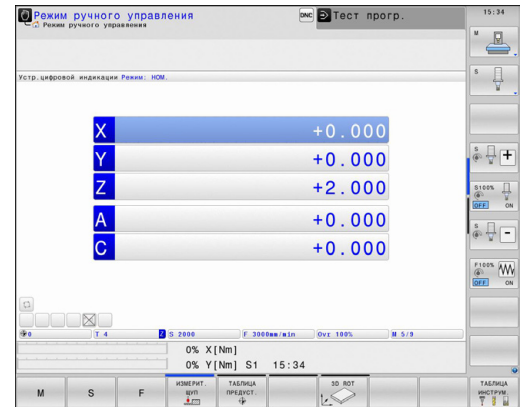 Режим ручного управления
Режим ручного управления
DNC
Тест прогр.
15:34
Устр.цифровой индикации Режим: НОМ.
X +0.000
Y +0.000
Z +2.000
A +0.000
C +0.000
0 T 4 Z S 2000 F 3000mm/min Ovr 100% M 5/9
0% X[Nm]
0% Y[Nm] S1 15:34
M
S
S
S100%
OFF ON
S
F100%
OFF ON
M
S
F
ИЗМЕРИТ. ЩУП
ТАБЛИЦА ПРЕДУСТ.
3D ROT
ТАБЛИЦА ИНСТРУМ.